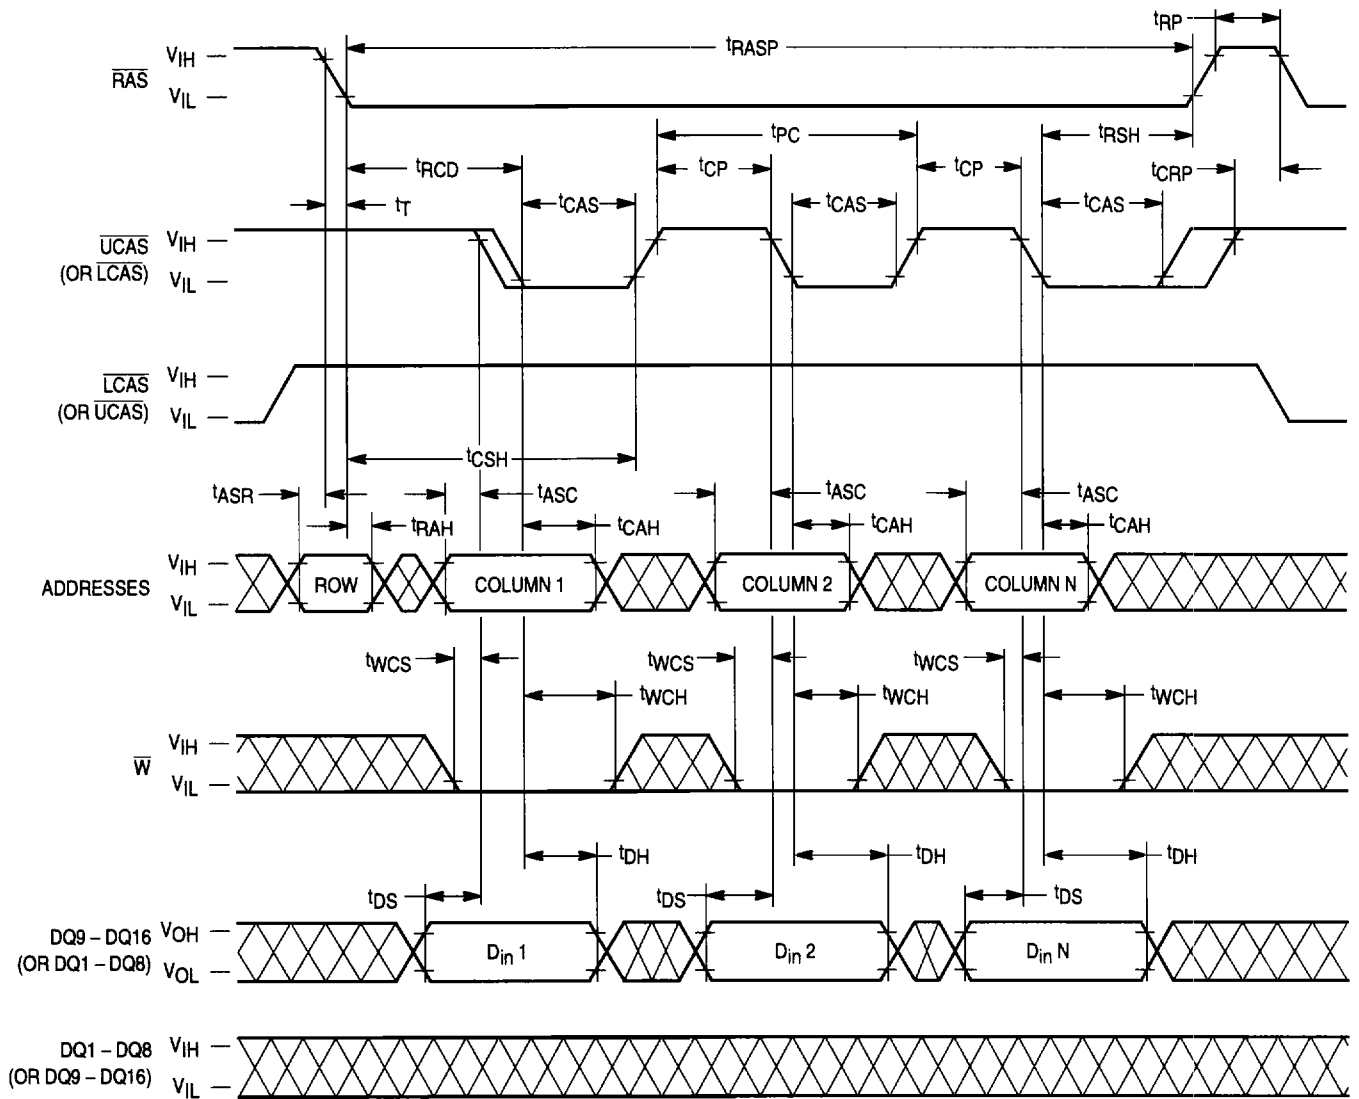 tRP
tRASP
VIH
RAS
VIL
tPC
tRSH
tRCD
tCP
tCP
tCRP
tT
tCAS
tCAS
tCAS
UCAS
VIH
(OR LCAS)
VIL
LCAS
VIH
(OR UCAS)
VIL
tCSH
tASR
tASC
tASC
tASC
tRAH
tCAH
tCAH
tCAH
VIH
ADDRESSES
ROW
COLUMN 1
COLUMN 2
COLUMN N
VIL
tWCS
tWCS
tWCS
tWCH
tWCH
tWCH
VIH
W
VIL
tDH
tDH
tDH
tDS
tDS
tDS
DQ9 – DQ16
VOH
(OR DQ1 – DQ8)
VOL
Din 1
Din 2
Din N
DQ1 – DQ8
VIH
(OR DQ9 – DQ16)
VIL